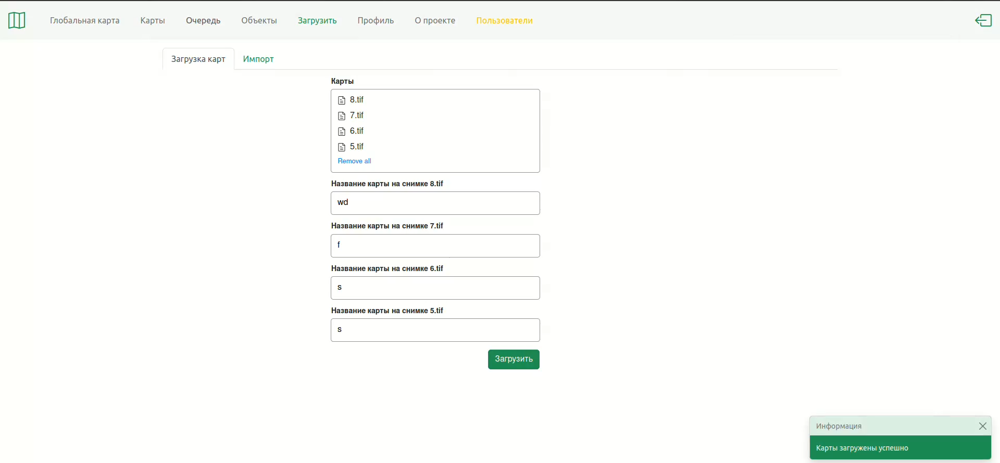 Глобальная карта Карты Очередь Объекты Загрузить Профиль О проекте Пользователи
Загрузка карт Импорт
Карты
8.tif
7.tif
6.tif
5.tif
Remove all
Название карты на снимке 8.tif
wd
Название карты на снимке 7.tif
f
Название карты на снимке 6.tif
s
Название карты на снимке 5.tif
s
Загрузить
Информация
Карты загружены успешно